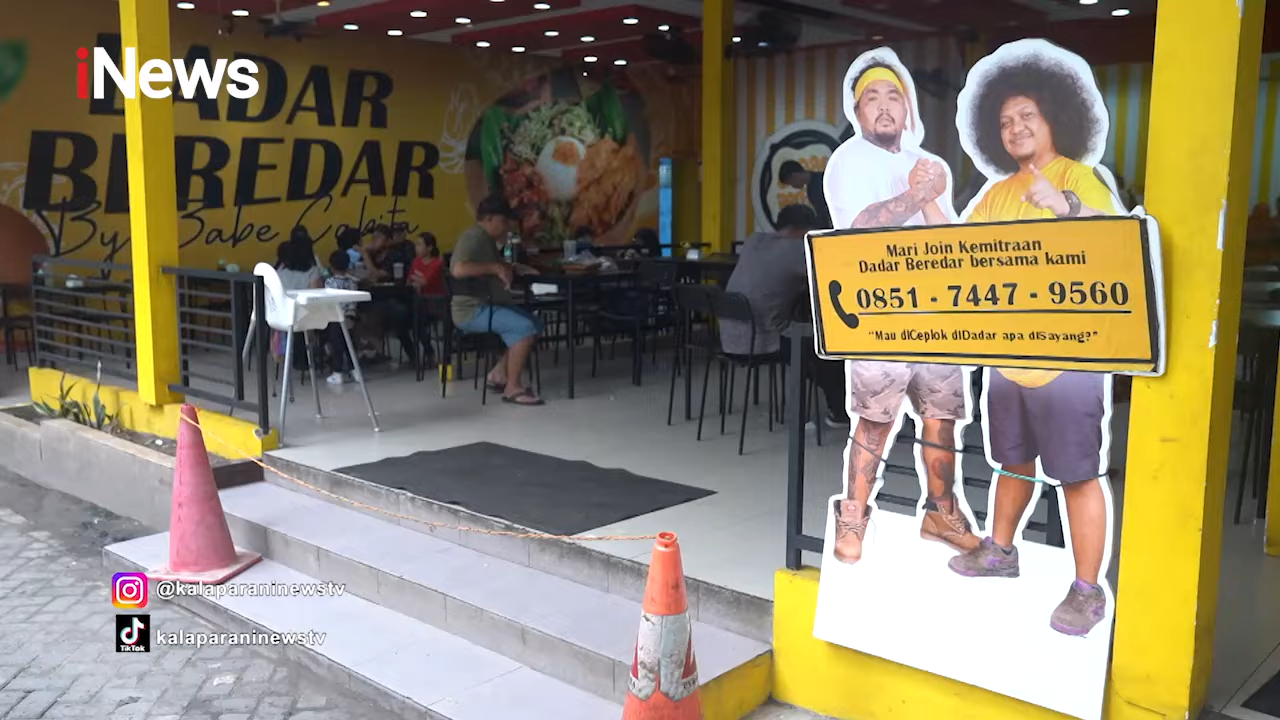 iNews
DADAR
BEREDAR
By Babe Cabita
Mari Join Kemitraan
Dadar Beredar bersama kami
0851 - 7447 - 9560
"Mau diCeplok diDadar apa diSayang?"
@kalaparaninewstv
TikTok
kalaparaninewstv